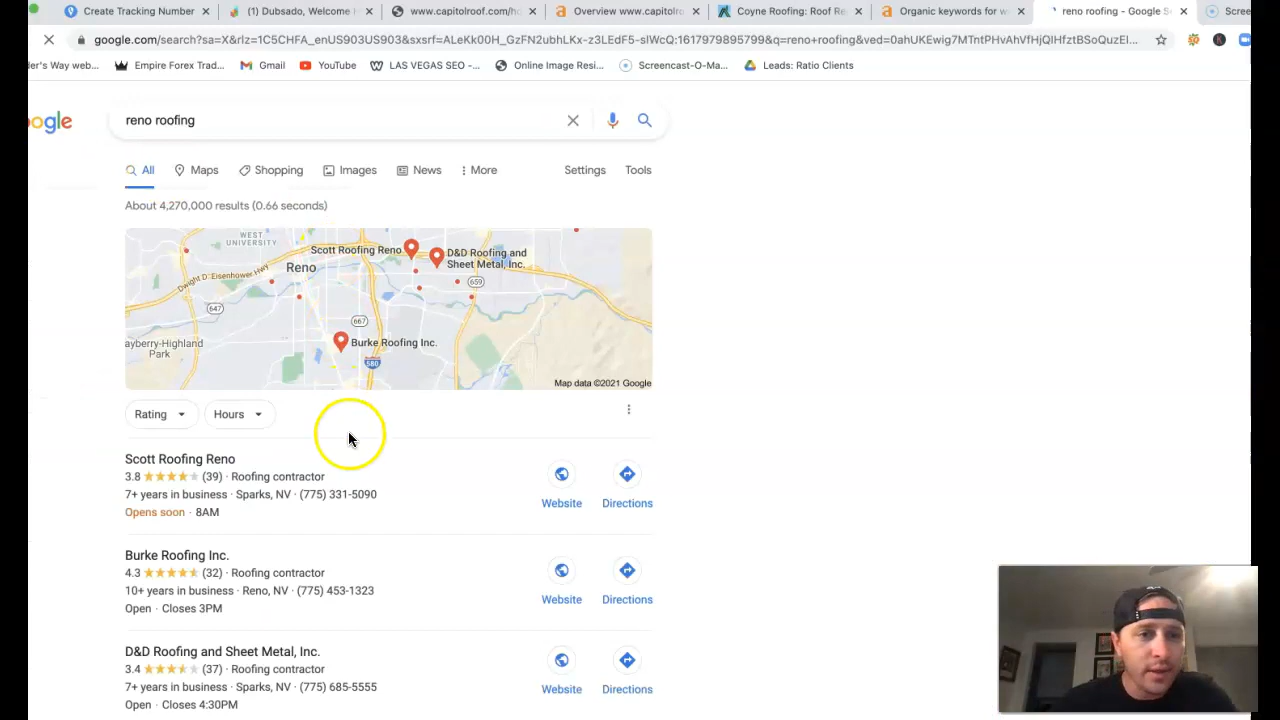 Create Tracking Number
(1) Dubsado, Welcome
www.capitolroof.com/ho
Overview www.capitolro
Coyne Roofing: Roof Re
Organic keywords for w
reno roofing - Google S
Scree
google.com/search?sa=X&rlz=1C5CHFA_enUS903US903&sxsrf=ALeKk00H_GzFN2uhLKx-z3LEdF5-slWcQ:1617979895799&q=reno+roofing&ved=0ahUKEwig7MTntPHvAhVfHjQIHfztBSoQuzEI...
der's Way web...
Empire Forex Trad...
Gmail
YouTube
LAS VEGAS SEO -...
Online Image Resi...
Screencast-O-Ma...
Leads: Ratio Clients
ogle
reno roofing
All
Maps
Shopping
Images
News
More
Settings
Tools
About 4,270,000 results (0.66 seconds)
WEST
UNIVERSITY
Scott Roofing Reno
D&D Roofing and
Sheet Metal, Inc.
Reno
Dwight D. Eisenhower Hwy
659
647
667
ayberry-Highland
Park
Burke Roofing Inc.
580
Map data ©2021 Google
Rating
Hours
Scott Roofing Reno
3.8 (39) · Roofing contractor
7+ years in business · Sparks, NV · (775) 331-5090
Opens soon · 8AM
Website
Directions
Burke Roofing Inc.
4.3 (32) · Roofing contractor
10+ years in business · Reno, NV · (775) 453-1323
Open · Closes 3PM
Website
Directions
D&D Roofing and Sheet Metal, Inc.
3.4 (37) · Roofing contractor
7+ years in business · Sparks, NV · (775) 685-5555
Open · Closes 4:30PM
Website
Directions